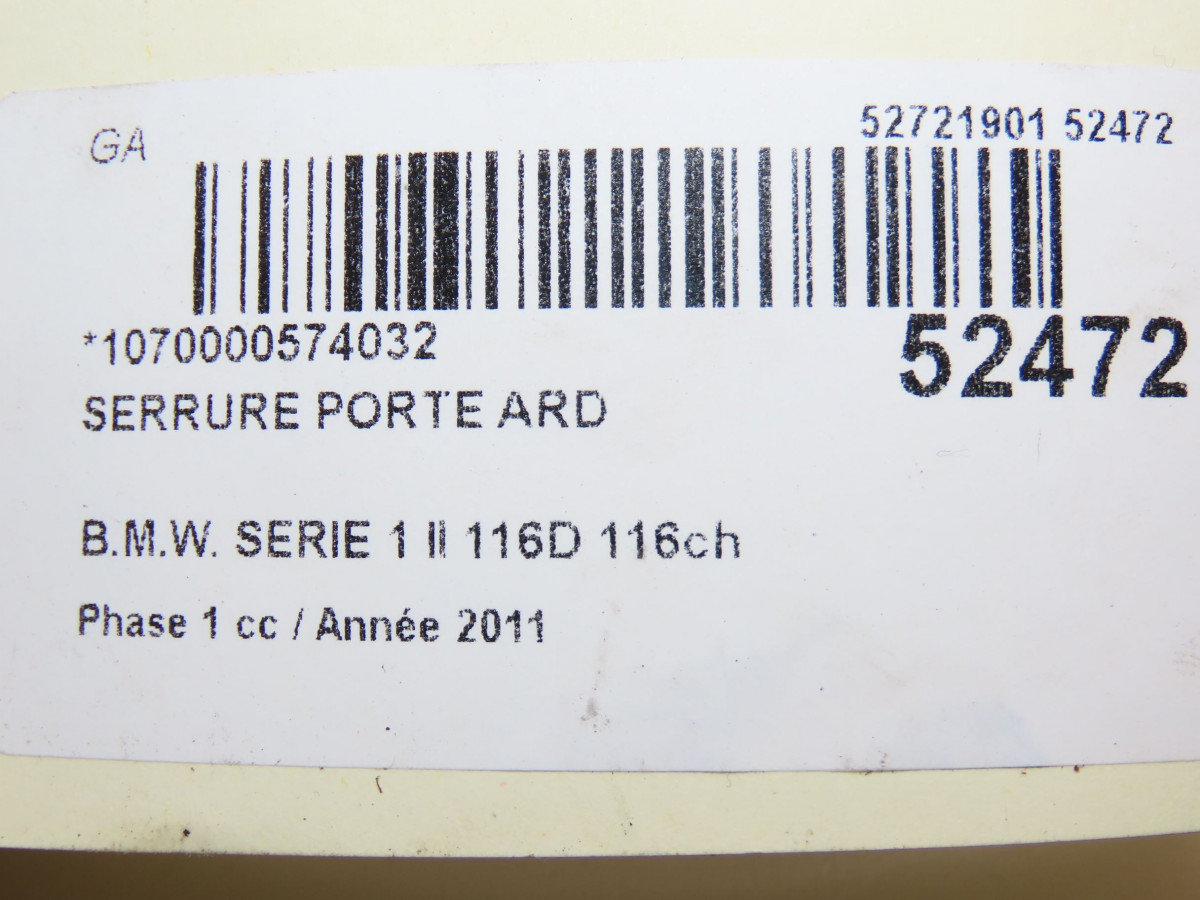 GA
52721901 52472
*1070000574032
52472
SERRURE PORTE ARD
B.M.W. SERIE 1 II 116D 116ch
Phase 1 cc / Année 2011